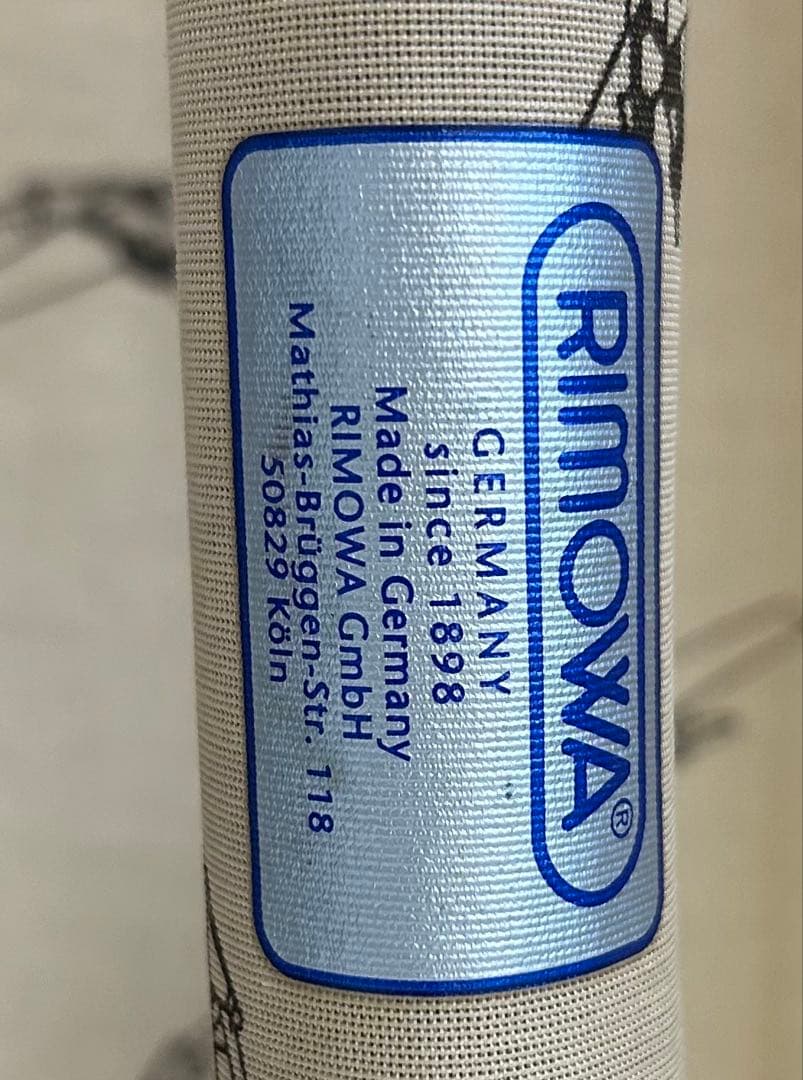 RIMOWA®
GERMANY
since 1898
Made in Germany
RIMOWA GmbH
Mathias-Brüggen-Str. 118
50829 Köln